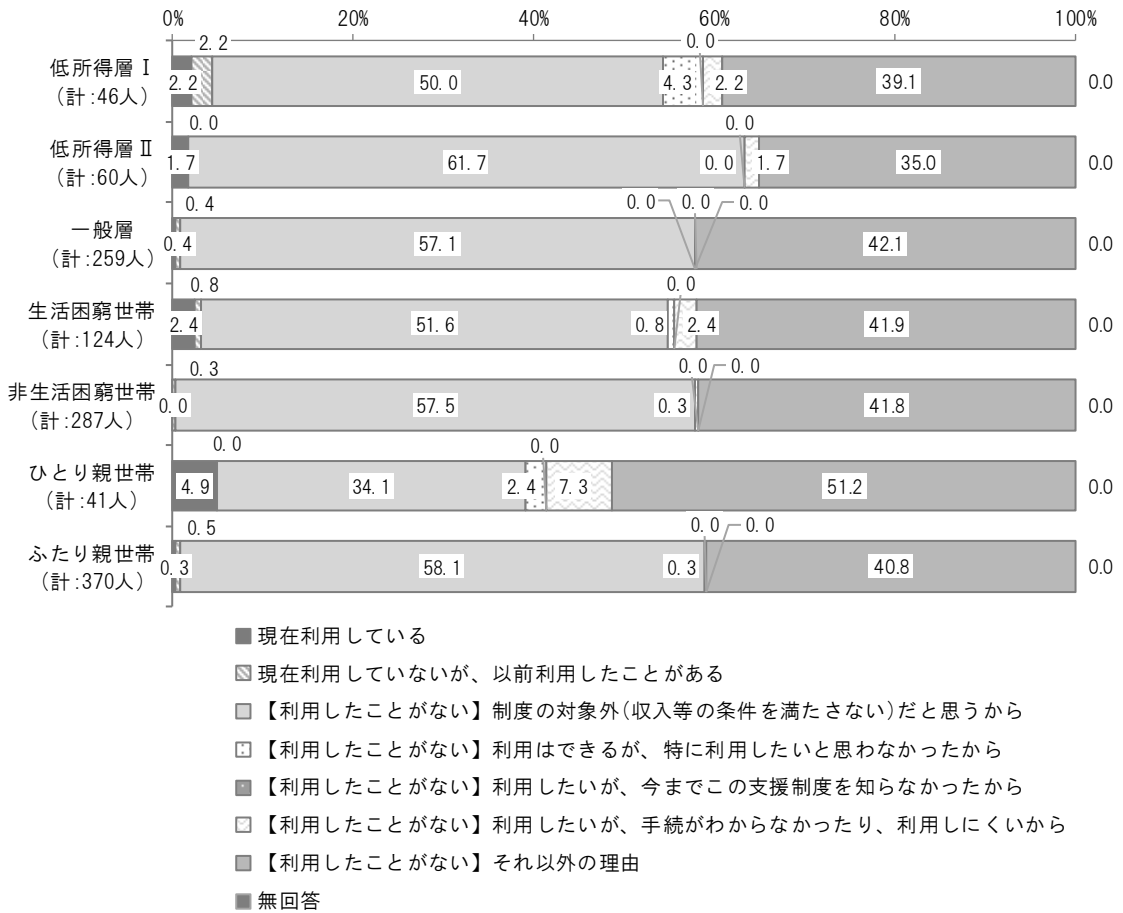 0% 20% 40% 60% 80% 100%
2.2 0.0
低所得層Ⅰ
(計:46人)
2.2 50.0 4.3 2.2 39.1 0.0
0.0 0.0
低所得層Ⅱ
(計:60人)
1.7 61.7 0.0 1.7 35.0 0.0
0.4 0.0 0.0 0.0
一般層
(計:259人)
0.4 57.1 42.1 0.0
0.8 0.0
生活困窮世帯
(計:124人)
2.4 51.6 0.8 2.4 41.9 0.0
0.3 0.0 0.0
非生活困窮世帯
(計:287人)
0.0 57.5 0.3 41.8 0.0
0.0 0.0
ひとり親世帯
(計:41人)
4.9 34.1 2.4 7.3 51.2 0.0
0.5 0.0 0.0
ふたり親世帯
(計:370人)
0.3 58.1 0.3 40.8 0.0
現在利用している
現在利用していないが、以前利用したことがある
【利用したことがない】制度の対象外(収入等の条件を満たさない)だと思うから
【利用したことがない】利用はできるが、特に利用したいと思わなかったから
【利用したことがない】利用したいが、今までこの支援制度を知らなかったから
【利用したことがない】利用したいが、手続がわからなかったり、利用しにくいから
【利用したことがない】それ以外の理由
無回答